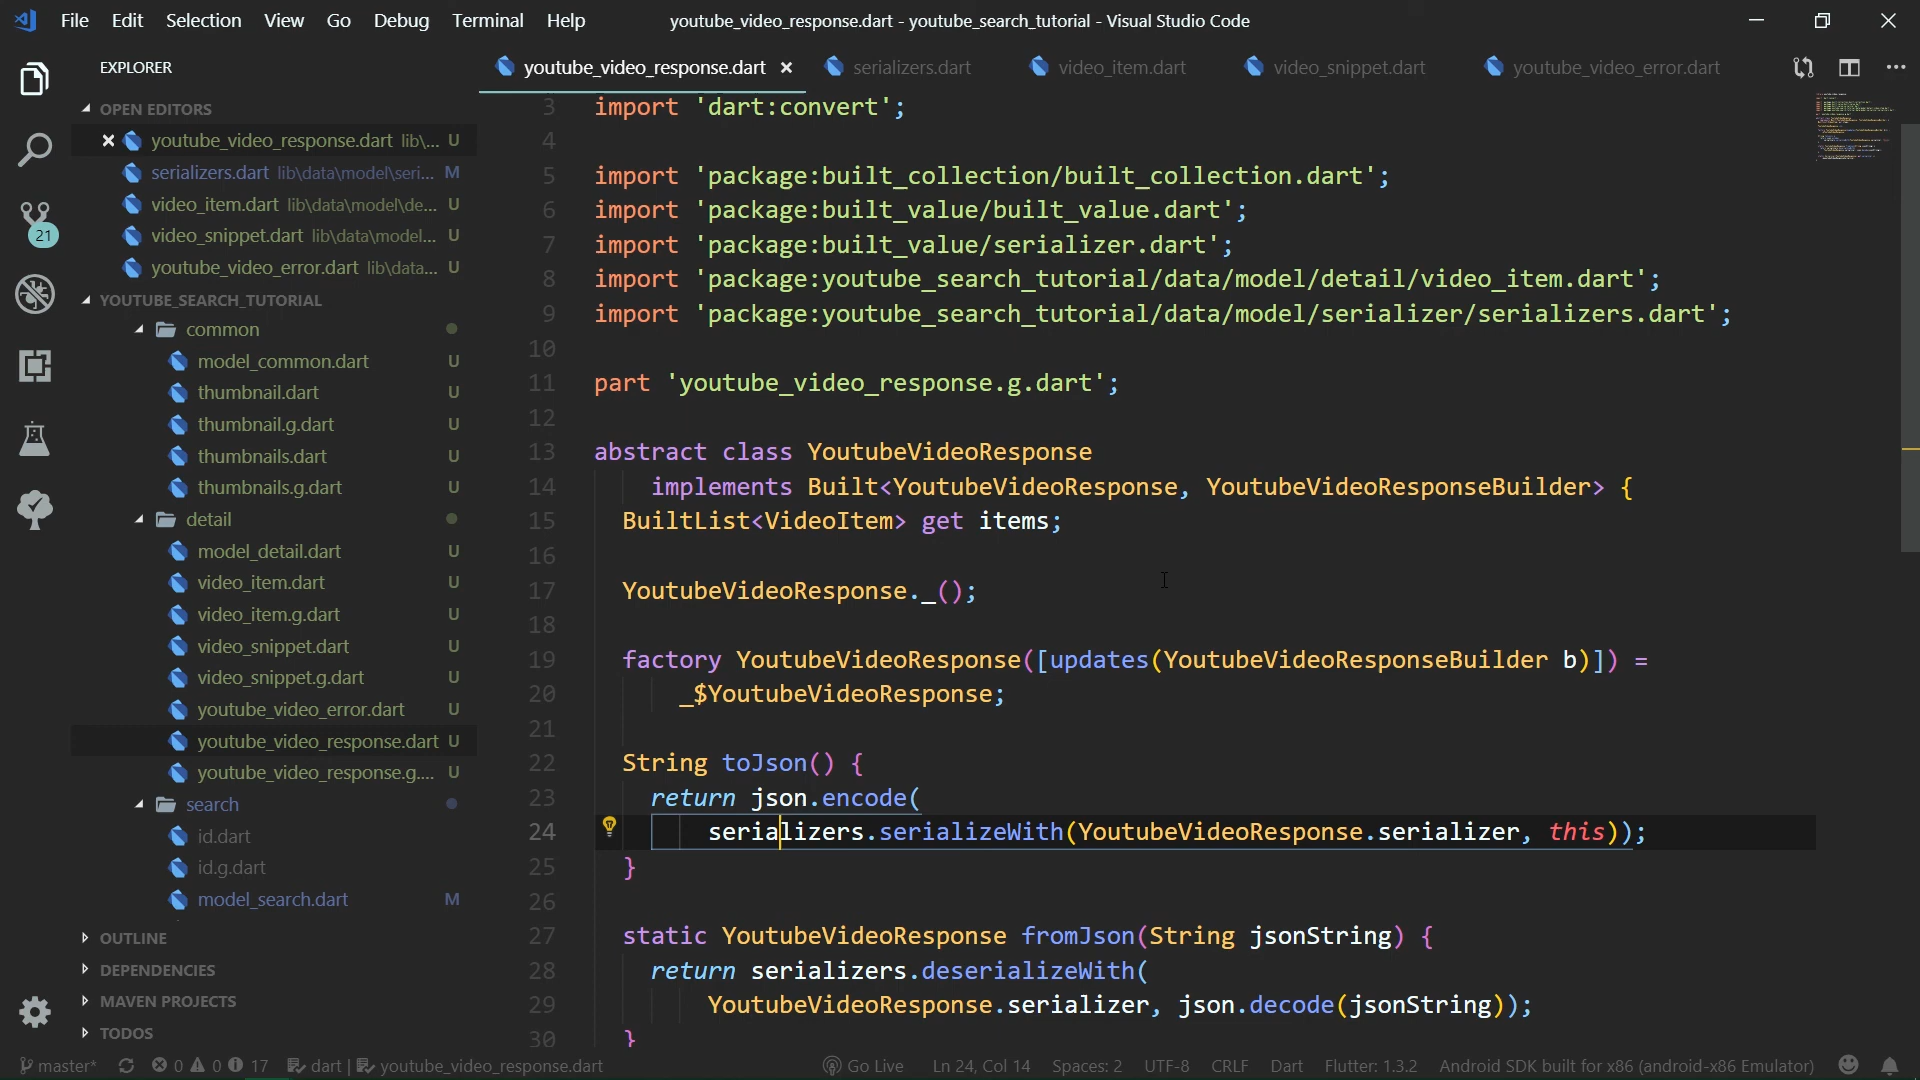 File Edit Selection View Go Debug Terminal Help
youtube_video_response.dart - youtube_search_tutorial - Visual Studio Code
EXPLORER
OPEN EDITORS
youtube_video_response.dart lib\... U
serializers.dart lib\data\model\seri... M
video_item.dart lib\data\model\de... U
video_snippet.dart lib\data\model... U
youtube_video_error.dart lib\data... U
YOUTUBE_SEARCH_TUTORIAL
common
model_common.dart U
thumbnail.dart U
thumbnail.g.dart U
thumbnails.dart U
thumbnails.g.dart U
detail
model_detail.dart U
video_item.dart U
video_item.g.dart U
video_snippet.dart U
video_snippet.g.dart U
youtube_video_error.dart U
youtube_video_response.dart U
youtube_video_response.g.... U
search
id.dart
id.g.dart
model_search.dart M
OUTLINE
DEPENDENCIES
MAVEN PROJECTS
TODOS
21
youtube_video_response.dart serializers.dart video_item.dart video_snippet.dart youtube_video_error.dart
3 import 'dart:convert';
4
5 import 'package:built_collection/built_collection.dart';
6 import 'package:built_value/built_value.dart';
7 import 'package:built_value/serializer.dart';
8 import 'package:youtube_search_tutorial/data/model/detail/video_item.dart';
9 import 'package:youtube_search_tutorial/data/model/serializer/serializers.dart';
10
11 part 'youtube_video_response.g.dart';
12
13 abstract class YoutubeVideoResponse
14 implements Built<YoutubeVideoResponse, YoutubeVideoResponseBuilder> {
15 BuiltList<VideoItem> get items;
16
17 YoutubeVideoResponse._();
18
19 factory YoutubeVideoResponse([updates(YoutubeVideoResponseBuilder b)]) =
20 _$YoutubeVideoResponse;
21
22 String toJson() {
23 return json.encode(
24 serializers.serializeWith(YoutubeVideoResponse.serializer, this));
25 }
26
27 static YoutubeVideoResponse fromJson(String jsonString) {
28 return serializers.deserializeWith(
29 YoutubeVideoResponse.serializer, json.decode(jsonString));
30 }
master* 0 0 17 dart | youtube_video_response.dart Go Live Ln 24, Col 14 Spaces: 2 UTF-8 CRLF Dart Flutter: 1.3.2 Android SDK built for x86 (android-x86 Emulator)